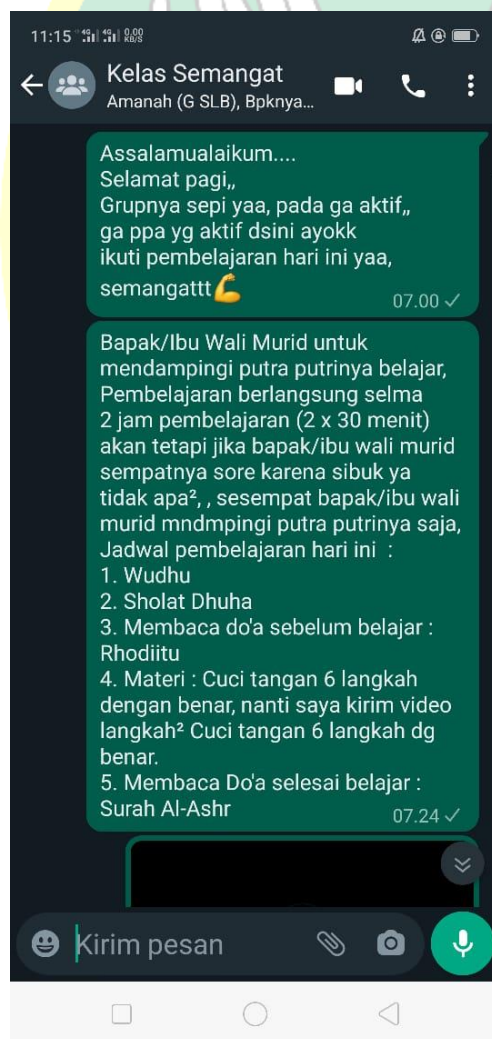 11:15 4G 4G 0,00 KB/S
Kelas Semangat
Amanah (G SLB), Bpknya...
Assalamualaikum....
Selamat pagi,,
Grupnya sepi yaa, pada ga aktif,,
ga ppa yg aktif dsini ayokk
ikuti pembelajaran hari ini yaa,
semangattt💪
07.00
Bapak/Ibu Wali Murid untuk
mendampingi putra putrinya belajar,
Pembelajaran berlangsung selma
2 jam pembelajaran (2 x 30 menit)
akan tetapi jika bapak/ibu wali murid
sempatnya sore karena sibuk ya
tidak apa², , sesempat bapak/ibu wali
murid mndmpingi putra putrinya saja,
Jadwal pembelajaran hari ini :
1. Wudhu
2. Sholat Dhuha
3. Membaca do'a sebelum belajar :
Rhodiitu
4. Materi : Cuci tangan 6 langkah
dengan benar, nanti saya kirim video
langkah² Cuci tangan 6 langkah dg
benar.
5. Membaca Do'a selesai belajar :
Surah Al-Ashr
07.24
Kirim pesan